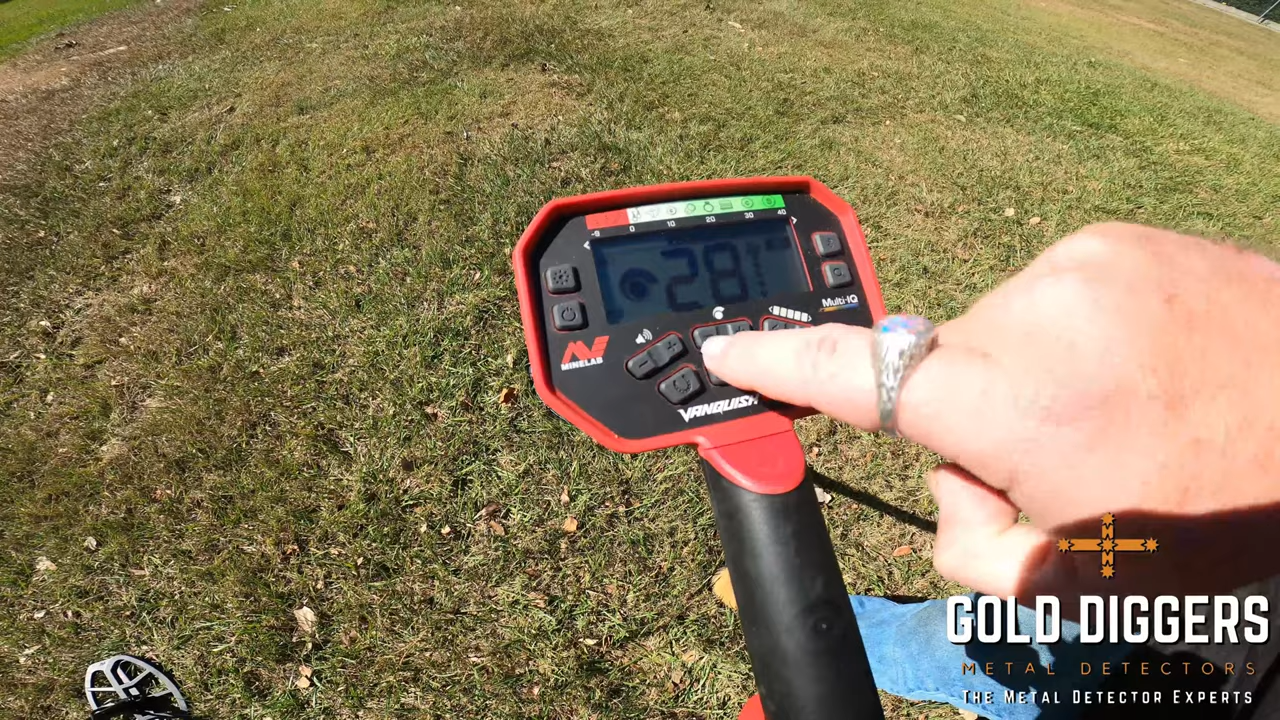 -9 0 10 20 30 40
28
Multi-IQ
MINELAB
- +
VANQUISH
GOLD DIGGERS
METAL DETECTORS
THE METAL DETECTOR EXPERTS